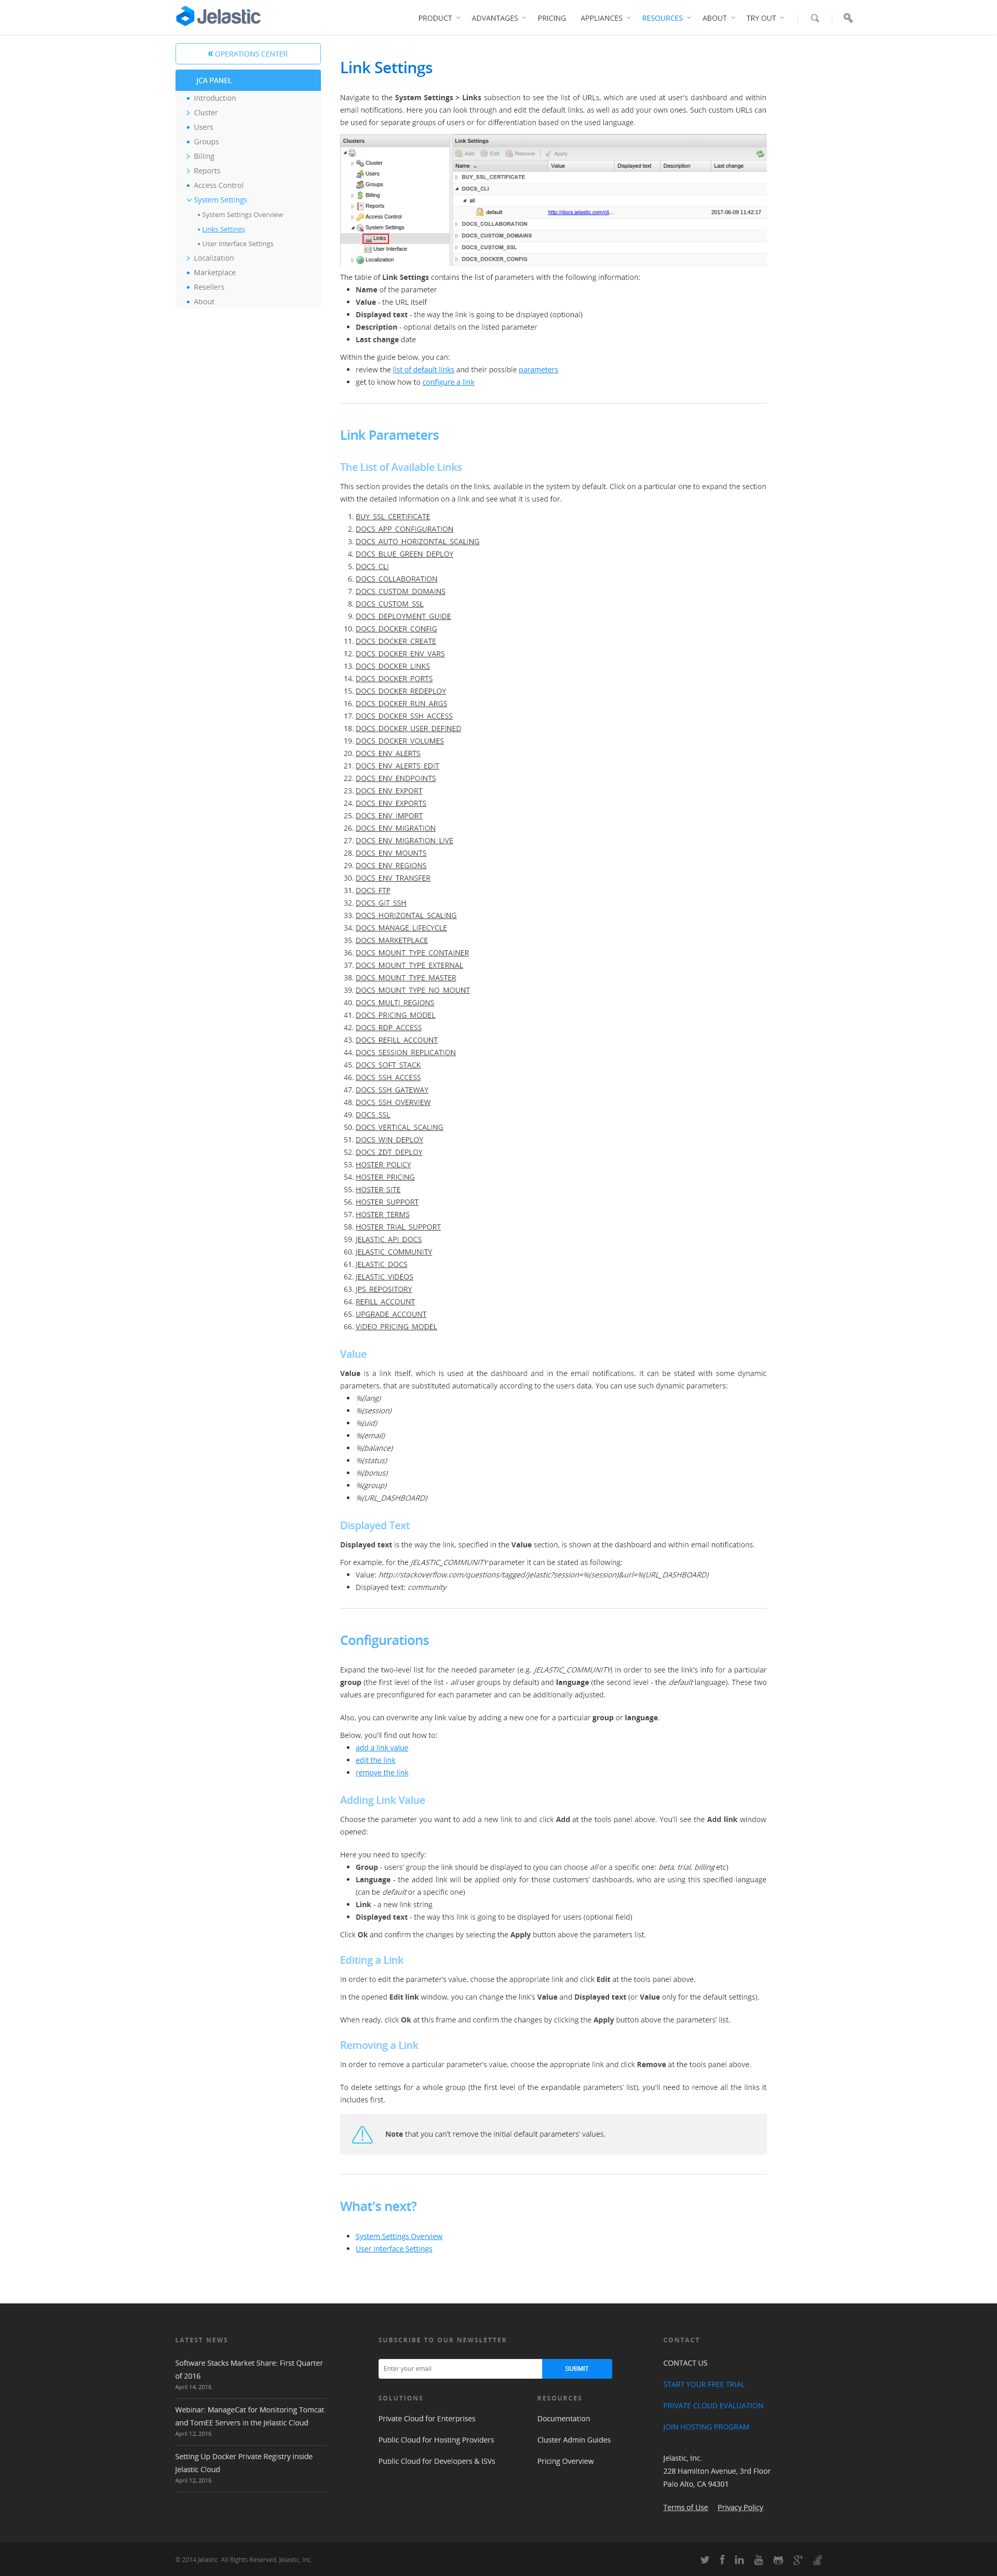 Jelastic
PRODUCT ADVANTAGES PRICING APPLIANCES RESOURCES ABOUT TRY OUT
« OPERATIONS CENTER
JCA PANEL
Introduction
Cluster
Users
Groups
Billing
Reports
Access Control
System Settings
System Settings Overview
Links Settings
User Interface Settings
Localization
Marketplace
Resellers
About
Link Settings
Navigate to the System Settings > Links subsection to see the list of URLs, which are used at user's dashboard and within
email notifications. Here you can look through and edit the default links, as well as add your own ones. Such custom URLs can
be used for separate groups of users or for differentiation based on the used language.
Clusters
Cluster
Users
Groups
Billing
Reports
Access Control
System Settings
Links
User Interface
Localization
Link Settings
Add Edit Remove Apply
Name Value Displayed text Description Last change
BUY_SSL_CERTIFICATE
DOCS_CLI
all
default http://docs.jelastic.com/cli... 2017-06-09 11:42:17
DOCS_COLLABORATION
DOCS_CUSTOM_DOMAINS
DOCS_CUSTOM_SSL
DOCS_DOCKER_CONFIG
The table of Link Settings contains the list of parameters with the following information:
• Name of the parameter
• Value - the URL itself
• Displayed text - the way the link is going to be displayed (optional)
• Description - optional details on the listed parameter
• Last change date
Within the guide below, you can:
• review the list of default links and their possible parameters
• get to know how to configure a link
Link Parameters
The List of Available Links
This section provides the details on the links, available in the system by default. Click on a particular one to expand the section
with the detailed information on a link and see what it is used for.
1. BUY_SSL_CERTIFICATE
2. DOCS_APP_CONFIGURATION
3. DOCS_AUTO_HORIZONTAL_SCALING
4. DOCS_BLUE_GREEN_DEPLOY
5. DOCS_CLI
6. DOCS_COLLABORATION
7. DOCS_CUSTOM_DOMAINS
8. DOCS_CUSTOM_SSL
9. DOCS_DEPLOYMENT_GUIDE
10. DOCS_DOCKER_CONFIG
11. DOCS_DOCKER_CREATE
12. DOCS_DOCKER_ENV_VARS
13. DOCS_DOCKER_LINKS
14. DOCS_DOCKER_PORTS
15. DOCS_DOCKER_REDEPLOY
16. DOCS_DOCKER_RUN_ARGS
17. DOCS_DOCKER_SSH_ACCESS
18. DOCS_DOCKER_USER_DEFINED
19. DOCS_DOCKER_VOLUMES
20. DOCS_ENV_ALERTS
21. DOCS_ENV_ALERTS_EDIT
22. DOCS_ENV_ENDPOINTS
23. DOCS_ENV_EXPORT
24. DOCS_ENV_EXPORTS
25. DOCS_ENV_IMPORT
26. DOCS_ENV_MIGRATION
27. DOCS_ENV_MIGRATION_LIVE
28. DOCS_ENV_MOUNTS
29. DOCS_ENV_REGIONS
30. DOCS_ENV_TRANSFER
31. DOCS_FTP
32. DOCS_GIT_SSH
33. DOCS_HORIZONTAL_SCALING
34. DOCS_MANAGE_LIFECYCLE
35. DOCS_MARKETPLACE
36. DOCS_MOUNT_TYPE_CONTAINER
37. DOCS_MOUNT_TYPE_EXTERNAL
38. DOCS_MOUNT_TYPE_MASTER
39. DOCS_MOUNT_TYPE_NO_MOUNT
40. DOCS_MULTI_REGIONS
41. DOCS_PRICING_MODEL
42. DOCS_RDP_ACCESS
43. DOCS_REFILL_ACCOUNT
44. DOCS_SESSION_REPLICATION
45. DOCS_SOFT_STACK
46. DOCS_SSH_ACCESS
47. DOCS_SSH_GATEWAY
48. DOCS_SSH_OVERVIEW
49. DOCS_SSL
50. DOCS_VERTICAL_SCALING
51. DOCS_WIN_DEPLOY
52. DOCS_ZDT_DEPLOY
53. HOSTER_POLICY
54. HOSTER_PRICING
55. HOSTER_SITE
56. HOSTER_SUPPORT
57. HOSTER_TERMS
58. HOSTER_TRIAL_SUPPORT
59. JELASTIC_API_DOCS
60. JELASTIC_COMMUNITY
61. JELASTIC_DOCS
62. JELASTIC_VIDEOS
63. JPS_REPOSITORY
64. REFILL_ACCOUNT
65. UPGRADE_ACCOUNT
66. VIDEO_PRICING_MODEL
Value
Value is a link itself, which is used at the dashboard and in the email notifications. It can be stated with some dynamic
parameters, that are substituted automatically according to the users data. You can use such dynamic parameters:
• %(lang)
• %(session)
• %(uid)
• %(email)
• %(balance)
• %(status)
• %(bonus)
• %(group)
• %(URL_DASHBOARD)
Displayed Text
Displayed text is the way the link, specified in the Value section, is shown at the dashboard and within email notifications.
For example, for the JELASTIC_COMMUNITY parameter it can be stated as following:
• Value: http://stackoverflow.com/questions/tagged/jelastic?session=%(session)&url=%(URL_DASHBOARD)
• Displayed text: community
Configurations
Expand the two-level list for the needed parameter (e.g. JELASTIC_COMMUNITY) in order to see the link's info for a particular
group (the first level of the list - all user groups by default) and language (the second level - the default language). These two
values are preconfigured for each parameter and can be additionally adjusted.
Also, you can overwrite any link value by adding a new one for a particular group or language.
Below, you'll find out how to:
• add a link value
• edit the link
• remove the link
Adding Link Value
Choose the parameter you want to add a new link to and click Add at the tools panel above. You'll see the Add link window
opened:
Here you need to specify:
• Group - users' group the link should be displayed to (you can choose all or a specific one: beta, trial, billing etc)
• Language - the added link will be applied only for those customers' dashboards, who are using this specified language
(can be default or a specific one)
• Link - a new link string
• Displayed text - the way this link is going to be displayed for users (optional field)
Click Ok and confirm the changes by selecting the Apply button above the parameters list.
Editing a Link
In order to edit the parameter's value, choose the appropriate link and click Edit at the tools panel above.
In the opened Edit link window, you can change the link's Value and Displayed text (or Value only for the default settings).
When ready, click Ok at this frame and confirm the changes by clicking the Apply button above the parameters' list.
Removing a Link
In order to remove a particular parameter's value, choose the appropriate link and click Remove at the tools panel above.
To delete settings for a whole group (the first level of the expandable parameters' list), you'll need to remove all the links it
includes first.
Note that you can't remove the initial default parameters' values.
What's next?
• System Settings Overview
• User Interface Settings
LATEST NEWS
Software Stacks Market Share: First Quarter
of 2016
April 14, 2016
Webinar: ManageCat for Monitoring Tomcat
and TomEE Servers in the Jelastic Cloud
April 12, 2016
Setting Up Docker Private Registry inside
Jelastic Cloud
April 12, 2016
SUBSCRIBE TO OUR NEWSLETTER
Enter your email SUBMIT
SOLUTIONS
Private Cloud for Enterprises
Public Cloud for Hosting Providers
Public Cloud for Developers & ISVs
RESOURCES
Documentation
Cluster Admin Guides
Pricing Overview
CONTACT
CONTACT US
START YOUR FREE TRIAL
PRIVATE CLOUD EVALUATION
JOIN HOSTING PROGRAM
Jelastic, Inc.
228 Hamilton Avenue, 3rd Floor
Palo Alto, CA 94301
Terms of Use Privacy Policy
© 2014 Jelastic. All Rights Reserved, Jelastic, Inc.